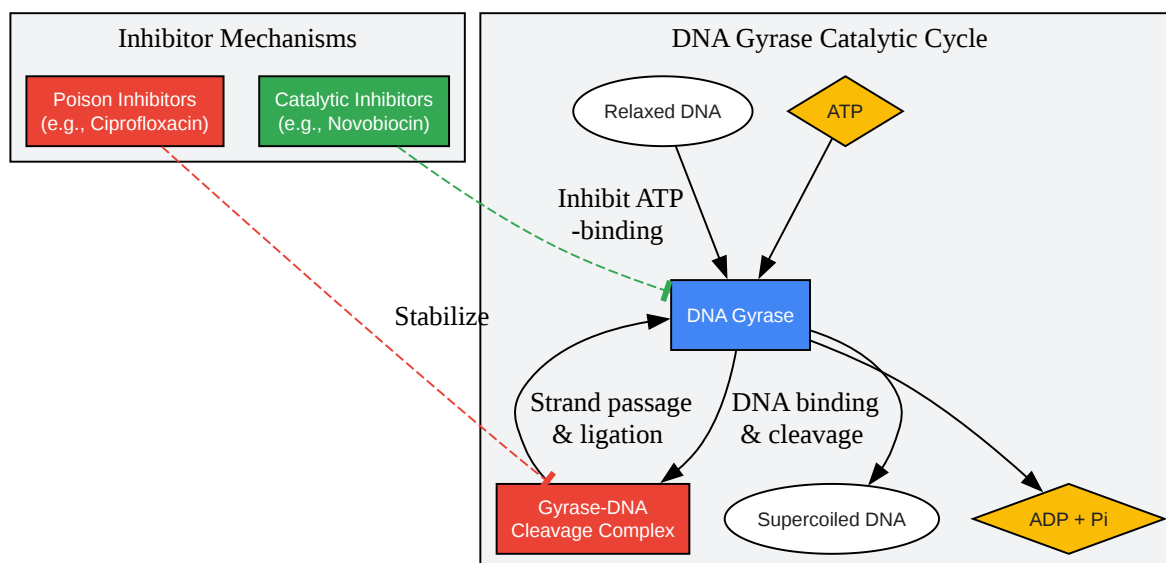 Inhibitor Mechanisms
Poison Inhibitors
(e.g., Ciprofloxacin)
Catalytic Inhibitors
(e.g., Novobiocin)
DNA Gyrase Catalytic Cycle
Relaxed DNA
ATP
Inhibit ATP
-binding
Stabilize
DNA Gyrase
Strand passage
& ligation
DNA binding
& cleavage
Gyrase-DNA
Cleavage Complex
Supercoiled DNA
ADP + Pi